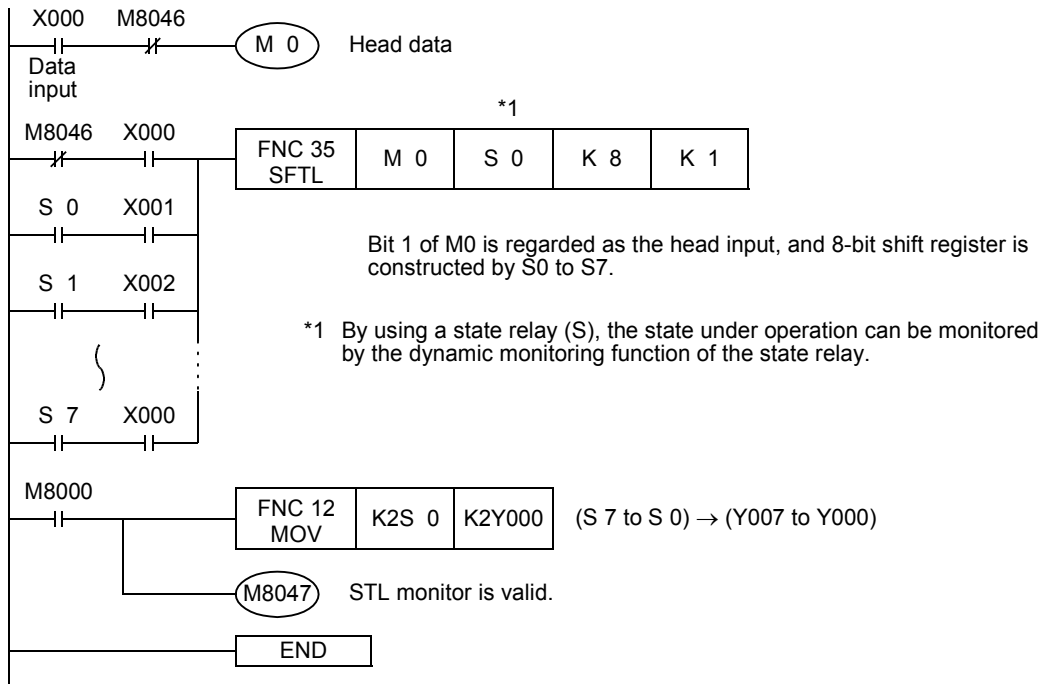 X000 M8046
M 0 Head data
Data
input
*1
M8046 X000
FNC 35
SFTL
M 0 S 0 K 8 K 1
S 0 X001
Bit 1 of M0 is regarded as the head input, and 8-bit shift register is
constructed by S0 to S7.
S 1 X002
*1 By using a state relay (S), the state under operation can be monitored
by the dynamic monitoring function of the state relay.
S 7 X000
M8000
FNC 12
MOV
K2S 0 K2Y000 (S 7 to S 0) → (Y007 to Y000)
M8047 STL monitor is valid.
END